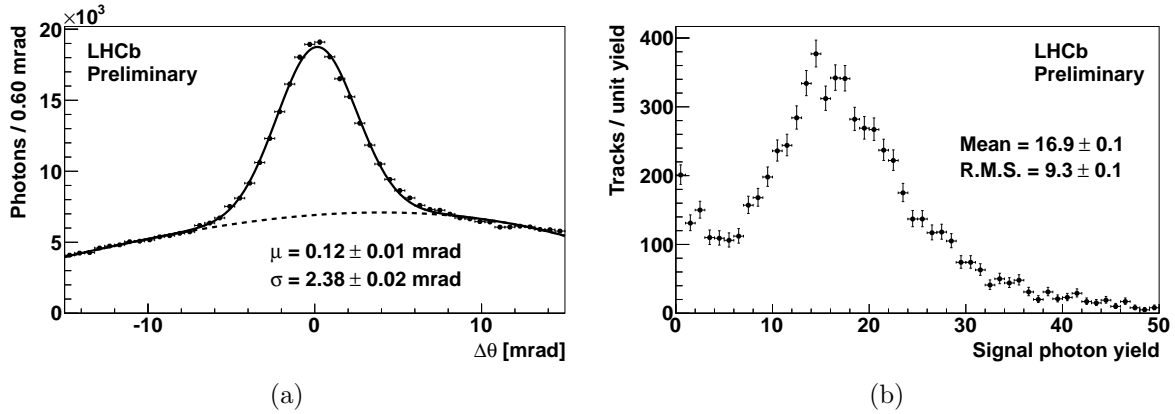 ×10³
20
15
10
5
0
Photons / 0.60 mrad
LHCb
Preliminary
μ = 0.12 ± 0.01 mrad
σ = 2.38 ± 0.02 mrad
-10
0
10
Δθ [mrad]
(a)
400
300
200
100
0
Tracks / unit yield
LHCb
Preliminary
Mean = 16.9 ± 0.1
R.M.S. = 9.3 ± 0.1
0
10
20
30
40
50
Signal photon yield
(b)